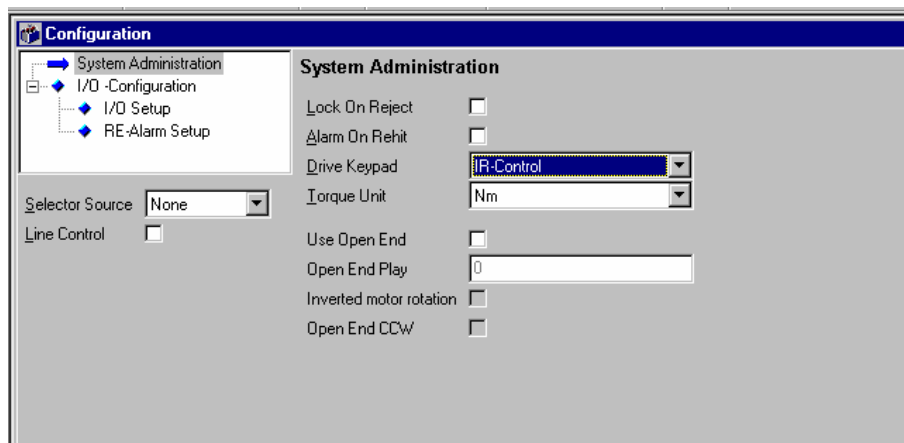 Configuration
System Administration
I/O -Configuration
I/O Setup
RE-Alarm Setup
Selector Source None
Line Control
System Administration
Lock On Reject
Alarm On Rehit
Drive Keypad IR-Control
Torque Unit Nm
Use Open End
Open End Play 0
Inverted motor rotation
Open End CCW